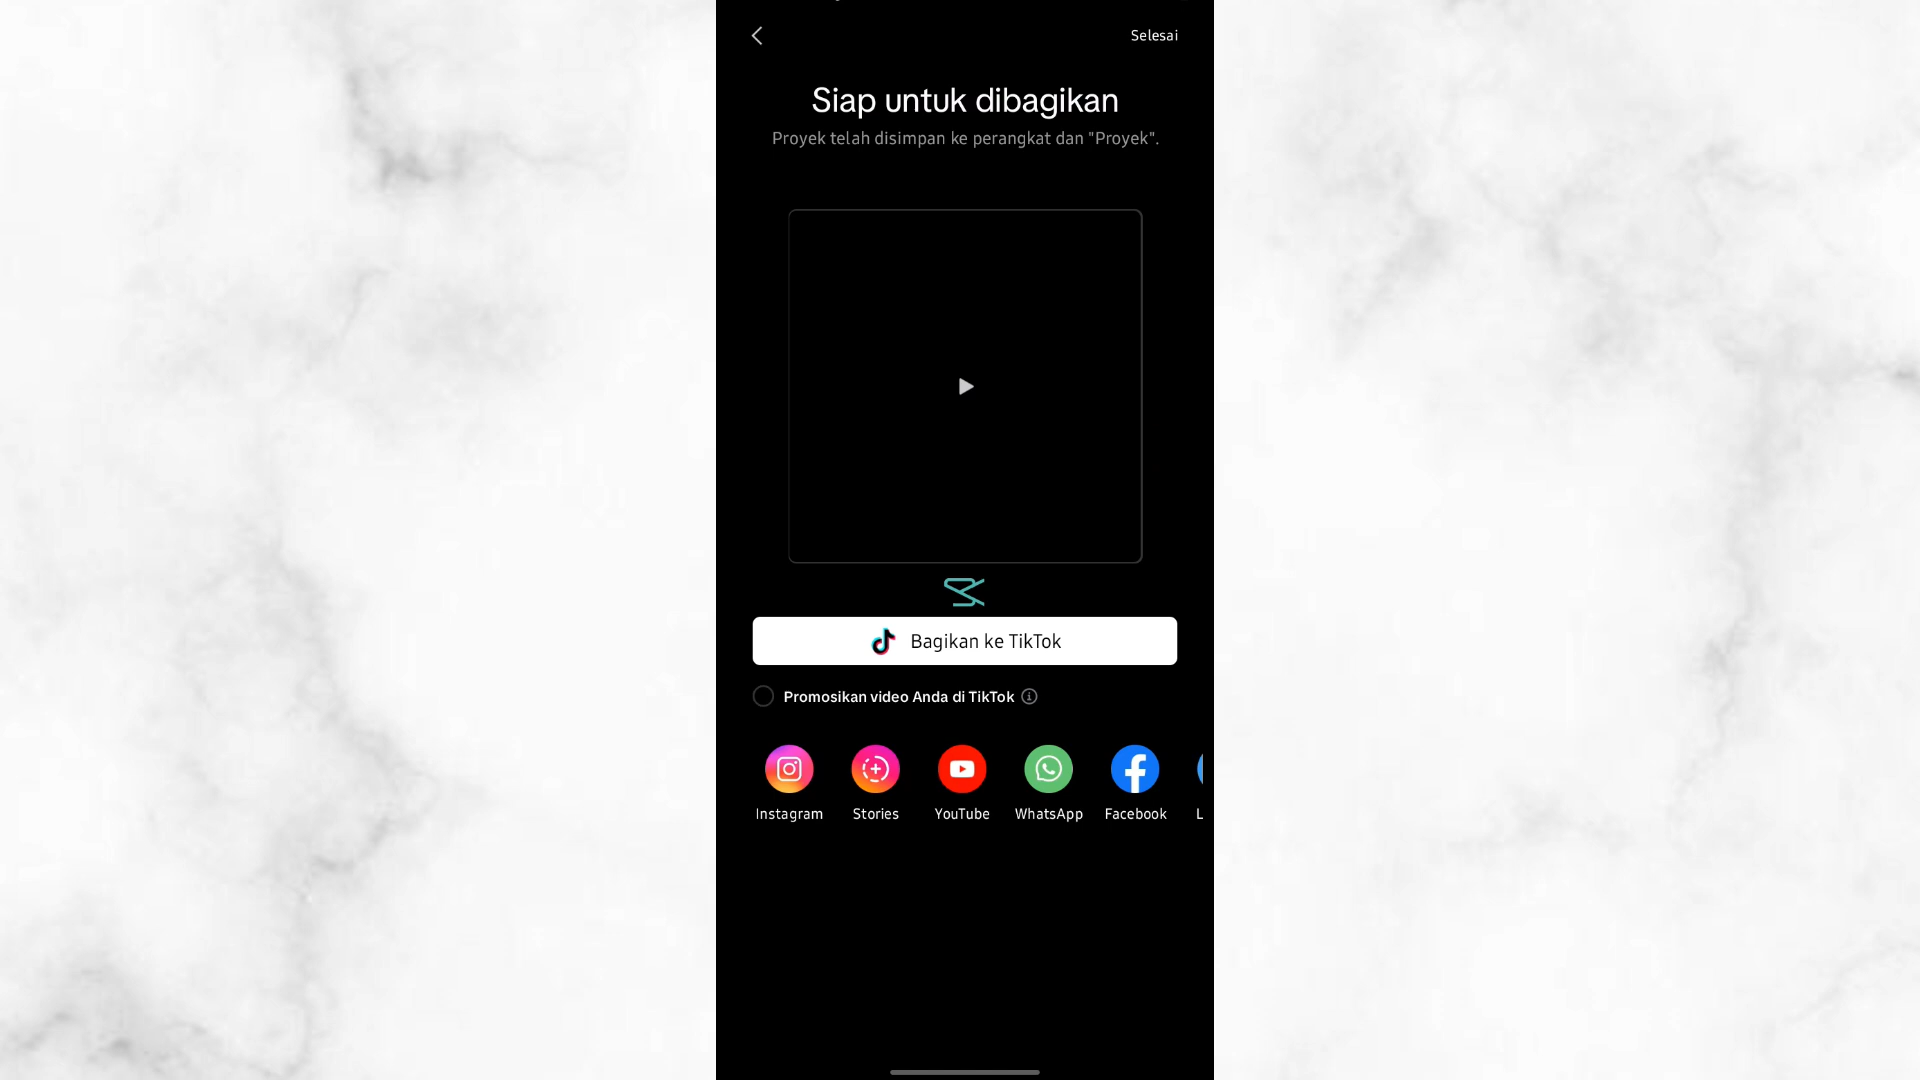 Selesai
Siap untuk dibagikan
Proyek telah disimpan ke perangkat dan "Proyek".
Bagikan ke TikTok
Promosikan video Anda di TikTok
Instagram Stories YouTube WhatsApp Facebook L